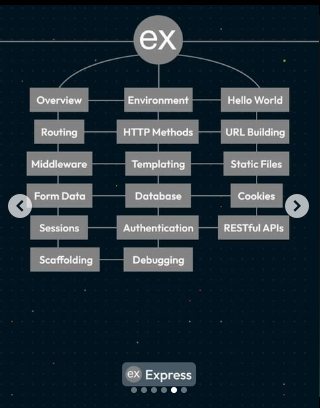 ex
Overview Environment Hello World
Routing HTTP Methods URL Building
Middleware Templating Static Files
Form Data Database Cookies
Sessions Authentication RESTful APIs
Scaffolding Debugging
ex Express